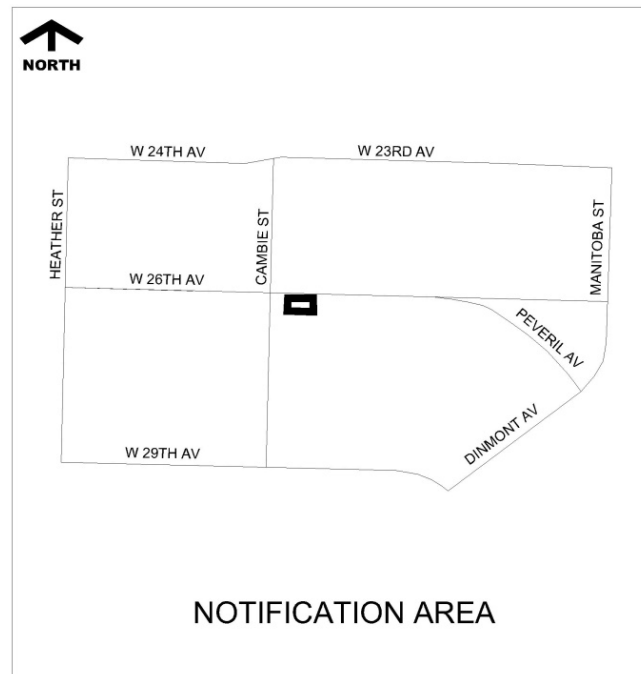 NORTH
W 24TH AV
W 23RD AV
HEATHER ST
CAMBIE ST
MANITOBA ST
W 26TH AV
PEVERIL AV
DINMONT AV
W 29TH AV
NOTIFICATION AREA